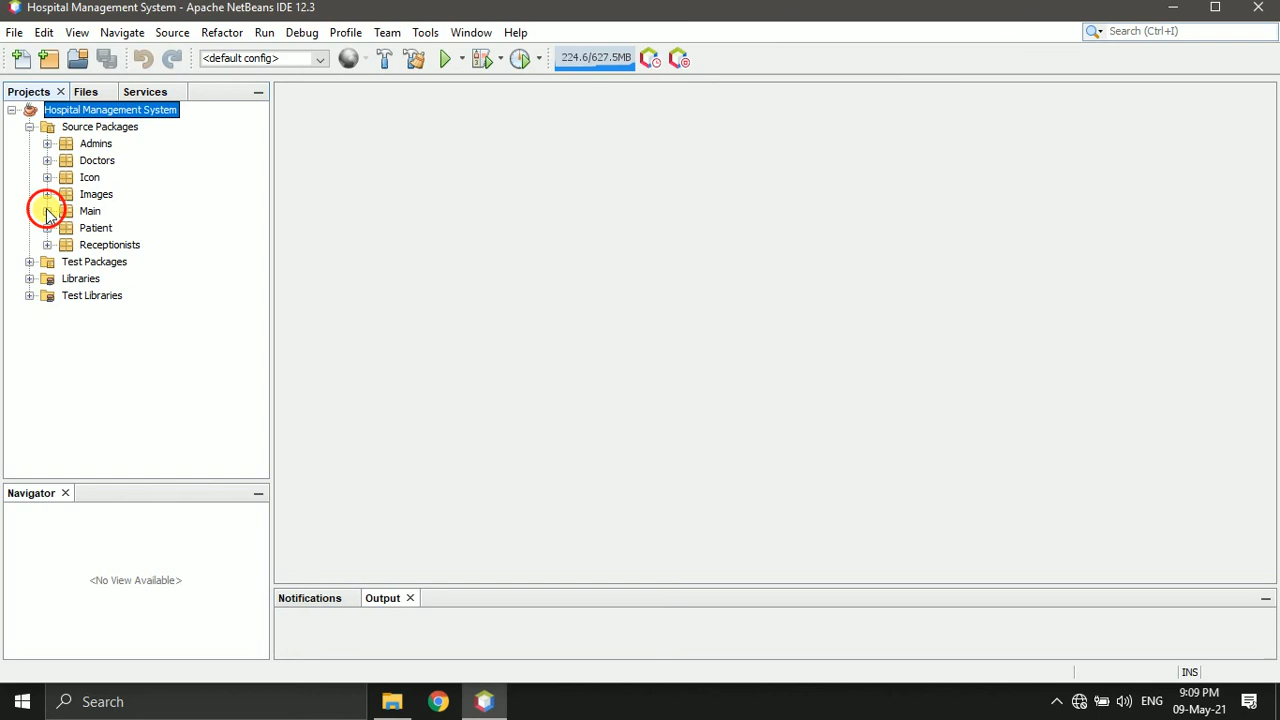 Hospital Management System - Apache NetBeans IDE 12.3
File Edit View Navigate Source Refactor Run Debug Profile Team Tools Window Help
Search (Ctrl+I)
<default config>
224.6/627.5MB
Projects Files Services
Hospital Management System
Source Packages
Admins
Doctors
Icon
Images
Main
Patient
Receptionists
Test Packages
Libraries
Test Libraries
Navigator
<No View Available>
Notifications Output
INS
Search
ENG
9:09 PM
09-May-21